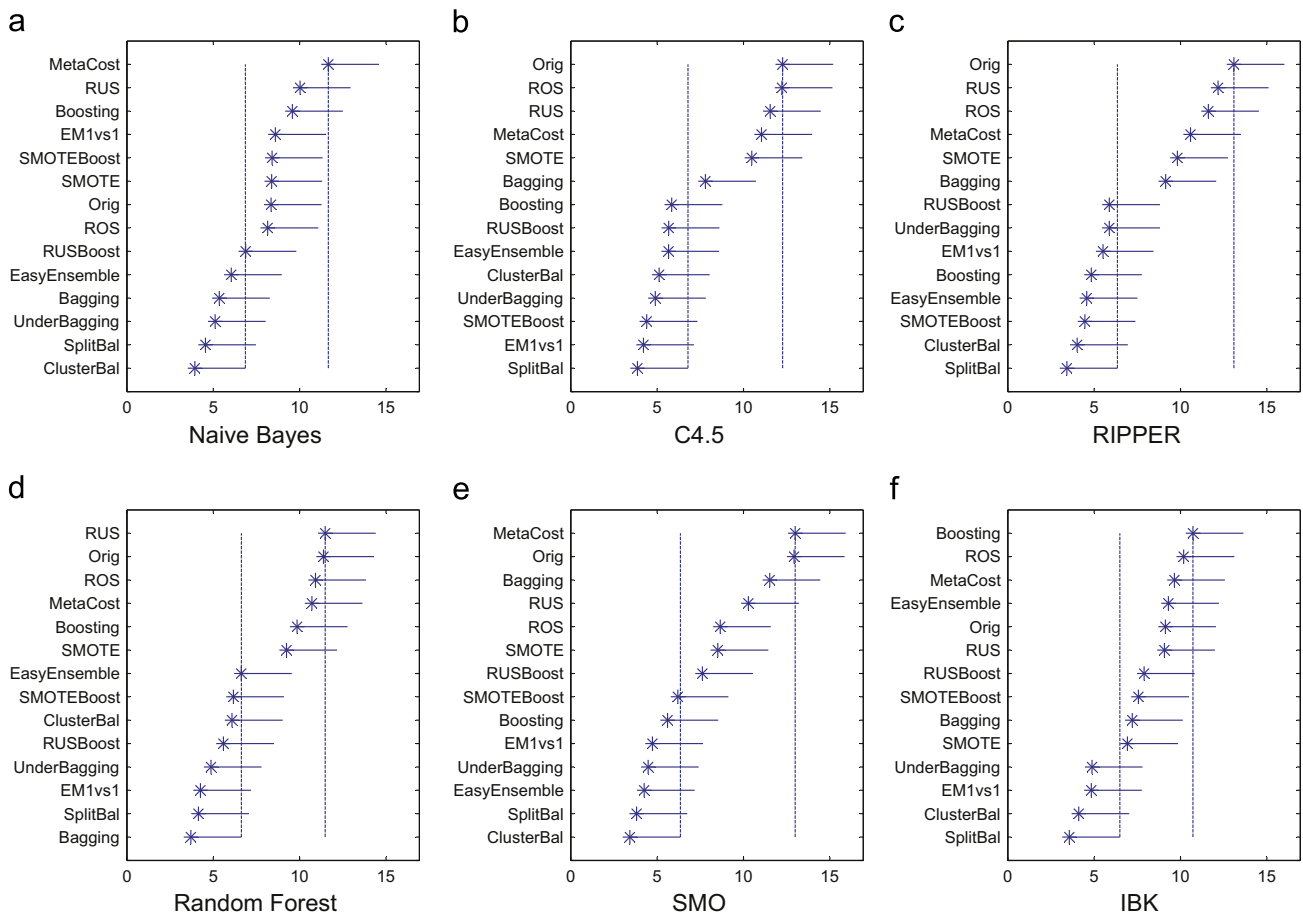 a
MetaCost
RUS
Boosting
EM1vs1
SMOTEBoost
SMOTE
Orig
ROS
RUSBoost
EasyEnsemble
Bagging
UnderBagging
SplitBal
ClusterBal
0 5 10 15
Naive Bayes
b
Orig
ROS
RUS
MetaCost
SMOTE
Bagging
Boosting
RUSBoost
EasyEnsemble
ClusterBal
UnderBagging
SMOTEBoost
EM1vs1
SplitBal
0 5 10 15
C4.5
c
Orig
RUS
ROS
MetaCost
SMOTE
Bagging
RUSBoost
UnderBagging
EM1vs1
Boosting
EasyEnsemble
SMOTEBoost
ClusterBal
SplitBal
0 5 10 15
RIPPER
d
RUS
Orig
ROS
MetaCost
Boosting
SMOTE
EasyEnsemble
SMOTEBoost
ClusterBal
RUSBoost
UnderBagging
EM1vs1
SplitBal
Bagging
0 5 10 15
Random Forest
e
MetaCost
Orig
Bagging
RUS
ROS
SMOTE
RUSBoost
SMOTEBoost
Boosting
EM1vs1
UnderBagging
EasyEnsemble
SplitBal
ClusterBal
0 5 10 15
SMO
f
Boosting
ROS
MetaCost
EasyEnsemble
Orig
RUS
RUSBoost
SMOTEBoost
Bagging
SMOTE
UnderBagging
EM1vs1
ClusterBal
SplitBal
0 5 10 15
IBK